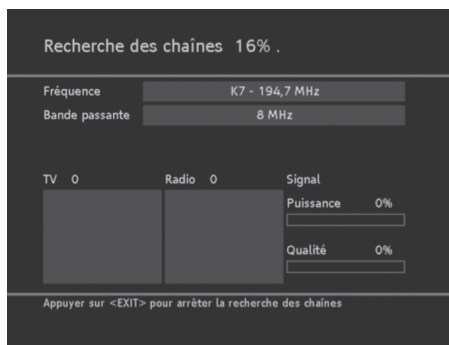 Recherche des chaînes 16% .
Fréquence K7 - 194,7 MHz
Bande passante 8 MHz
TV 0 Radio 0 Signal
Puissance 0%
Qualité 0%
Appuyer sur <EXIT> pour arrêter la recherche des chaînes